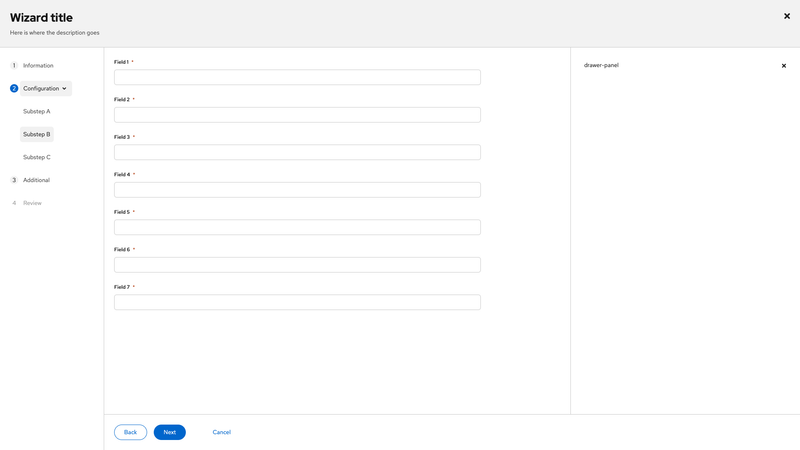 Wizard title
Here is where the description goes
1 Information
2 Configuration
Substep A
Substep B
Substep C
3 Additional
4 Review
Field 1 *
Field 2 *
Field 3 *
Field 4 *
Field 5 *
Field 6 *
Field 7 *
drawer-panel
Back
Next
Cancel